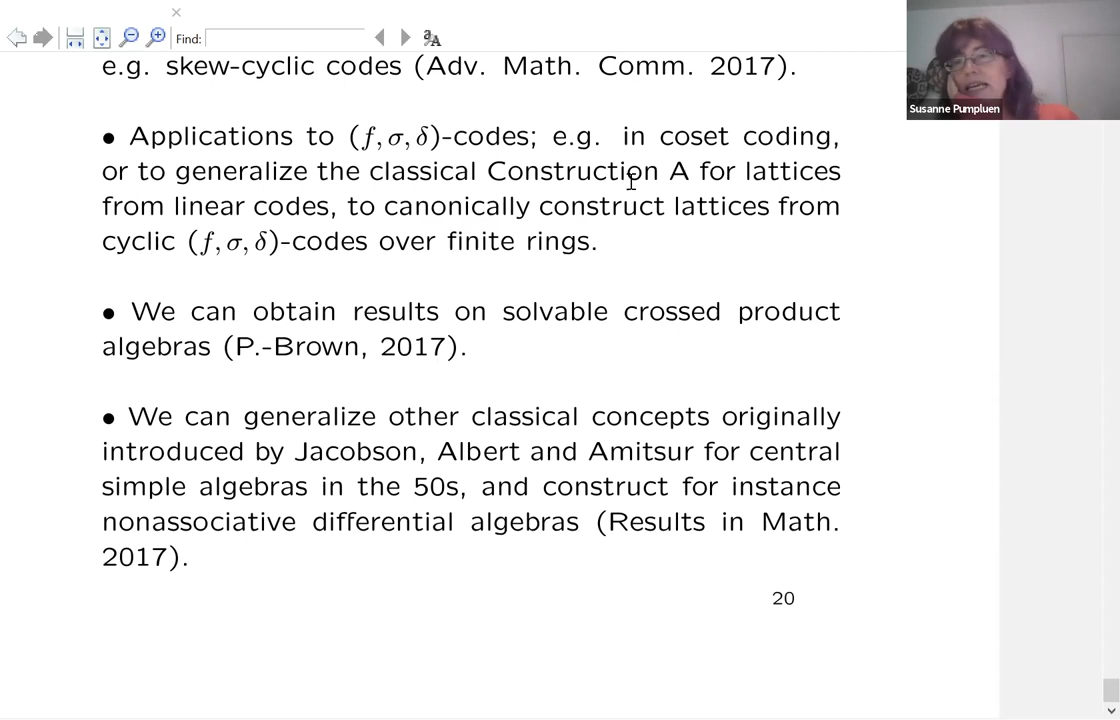 Find:
e.g. skew-cyclic codes (Adv. Math. Comm. 2017).
Susanne Pumpluen
• Applications to (f, σ, δ)-codes; e.g. in coset coding,
or to generalize the classical Construction A for lattices
from linear codes, to canonically construct lattices from
cyclic (f, σ, δ)-codes over finite rings.
• We can obtain results on solvable crossed product
algebras (P.-Brown, 2017).
• We can generalize other classical concepts originally
introduced by Jacobson, Albert and Amitsur for central
simple algebras in the 50s, and construct for instance
nonassociative differential algebras (Results in Math.
2017).
20